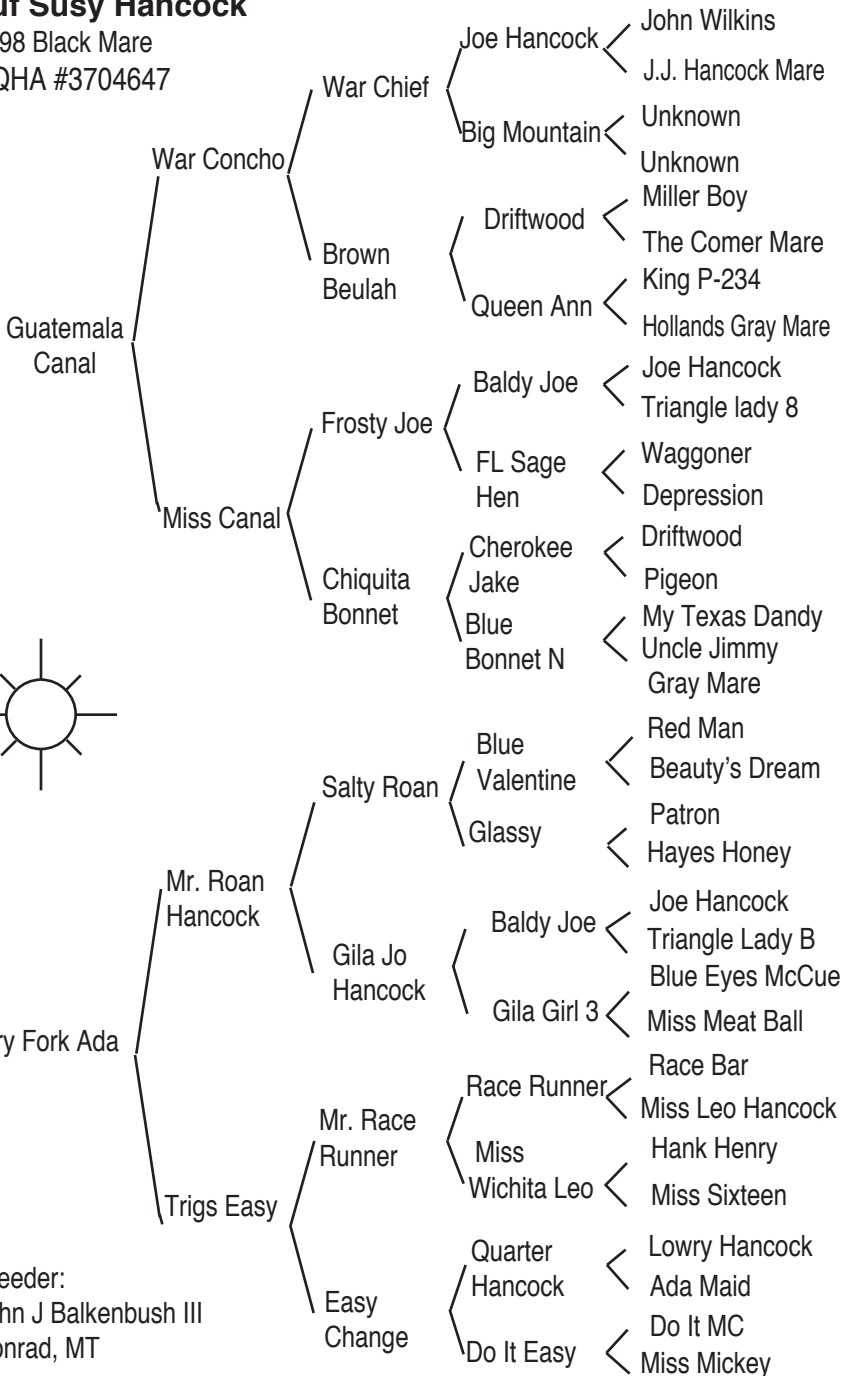 uf Susy Hancock
98 Black Mare
QHA #3704647
Guatemala
Canal
ry Fork Ada
War Concho
Miss Canal
Mr. Roan
Hancock
Trigs Easy
War Chief
Brown
Beulah
Frosty Joe
Chiquita
Bonnet
Salty Roan
Gila Jo
Hancock
Mr. Race
Runner
Easy
Change
Joe Hancock
Big Mountain
Driftwood
Queen Ann
Baldy Joe
FL Sage
Hen
Cherokee
Jake
Blue
Bonnet N
Blue
Valentine
Glassy
Baldy Joe
Gila Girl 3
Race Runner
Miss
Wichita Leo
Quarter
Hancock
Do It Easy
John Wilkins
J.J. Hancock Mare
Unknown
Unknown
Miller Boy
The Comer Mare
King P-234
Hollands Gray Mare
Joe Hancock
Triangle lady 8
Waggoner
Depression
Driftwood
Pigeon
My Texas Dandy
Uncle Jimmy
Gray Mare
Red Man
Beauty's Dream
Patron
Hayes Honey
Joe Hancock
Triangle Lady B
Blue Eyes McCue
Miss Meat Ball
Race Bar
Miss Leo Hancock
Hank Henry
Miss Sixteen
Lowry Hancock
Ada Maid
Do It MC
Miss Mickey
eeder:
hn J Balkenbush III
onrad, MT